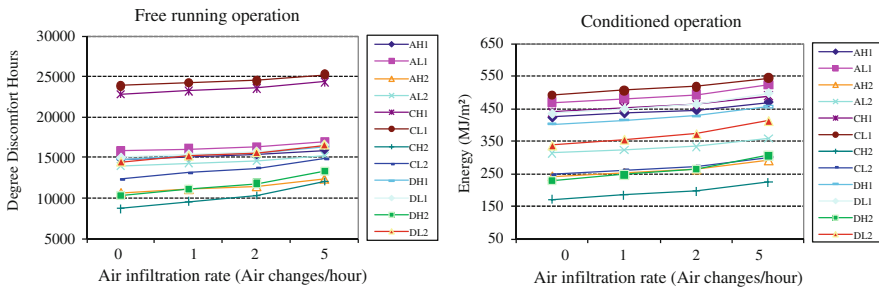 Free running operation
Degree Discomfort Hours
30000
25000
20000
15000
10000
5000
0 1 2 5
Air infiltration rate (Air changes/hour)
AH1
AL1
AH2
AL2
CH1
CL1
CH2
CL2
DH1
DL1
DH2
DL2
Conditioned operation
Energy (MJ/m²)
650
550
450
350
250
150
50
0 1 2 5
Air infiltration rate (Air changes/hour)
AH1
AL1
AH2
AL2
CH1
CL1
CH2
CL2
DH1
DL1
DH2
DL2